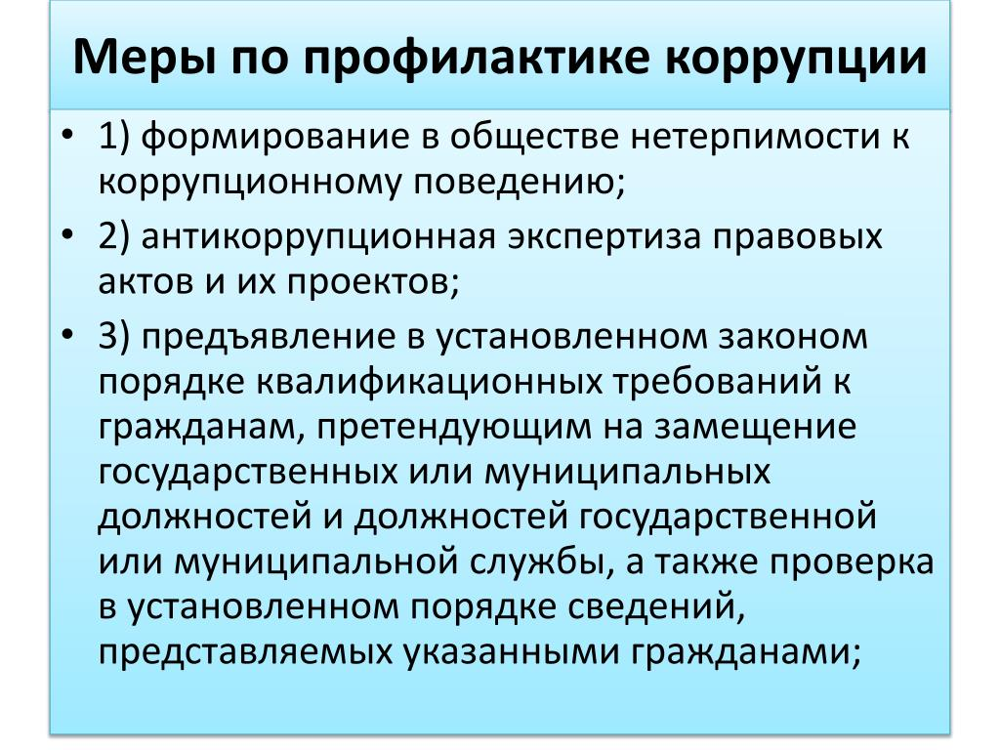 Меры по профилактике коррупции
• 1) формирование в обществе нетерпимости к
коррупционному поведению;
• 2) антикоррупционная экспертиза правовых
актов и их проектов;
• 3) предъявление в установленном законом
порядке квалификационных требований к
гражданам, претендующим на замещение
государственных или муниципальных
должностей и должностей государственной
или муниципальной службы, а также проверка
в установленном порядке сведений,
представляемых указанными гражданами;